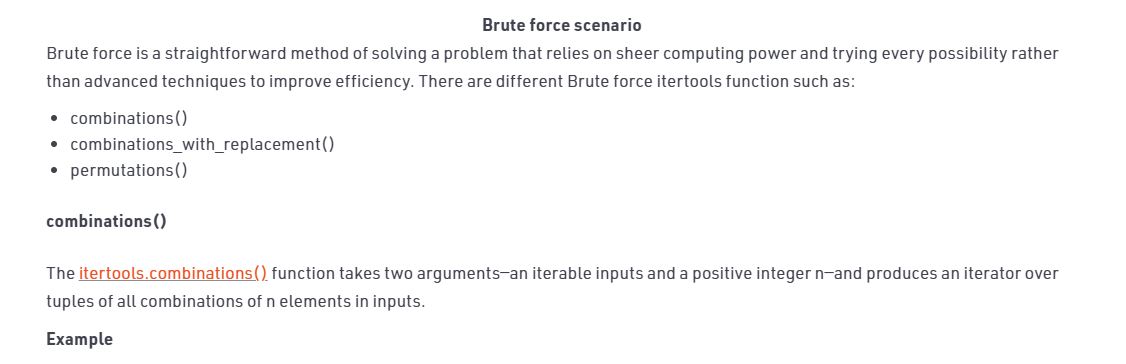 Brute force scenario
Brute force is a straightforward method of solving a problem that relies on sheer computing power and trying every possibility rather
than advanced techniques to improve efficiency. There are different Brute force itertools function such as:
• combinations()
• combinations_with_replacement()
• permutations()
combinations()
The itertools.combinations() function takes two arguments—an iterable inputs and a positive integer n—and produces an iterator over
tuples of all combinations of n elements in inputs.
Example